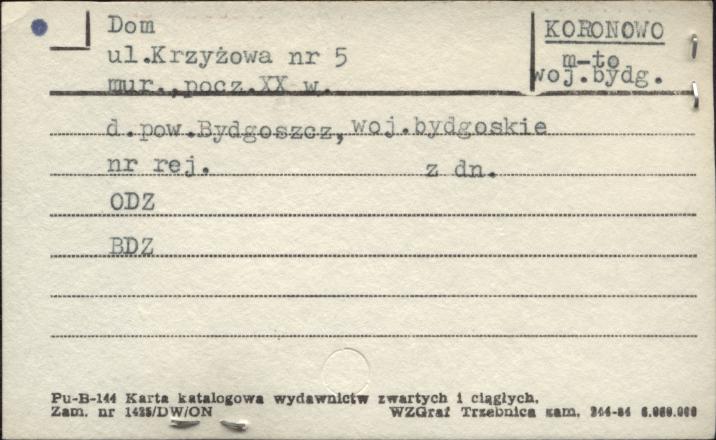 Dom
ul.Krzyżowa nr 5
mur.,pocz.XX w.
KORONOWO
m-to
woj.bydg.
d.pow.Bydgoszcz, woj.bydgoskie
nr rej. z dn.
ODZ
BDZ
Pu-B-144 Karta katalogowa wydawnictw zwartych i ciągłych.
Zam. nr 1425/DW/ON WZGraf Trzebnica zam. 244-84 6.000.000